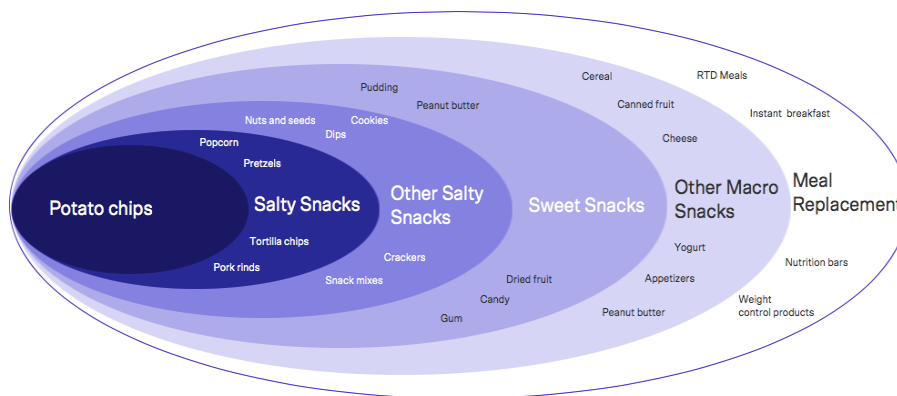 Cereal
RTD Meals
Pudding
Peanut butter
Canned fruit
Instant breakfast
Nuts and seeds
Cookies
Dips
Popcorn
Cheese
Pretzels
Potato chips
Salty Snacks
Other Salty
Snacks
Sweet Snacks
Other Macro
Snacks
Meal
Replacement
Tortilla chips
Yogurt
Crackers
Pork rinds
Nutrition bars
Snack mixes
Dried fruit
Appetizers
Candy
Weight
control products
Gum
Peanut butter